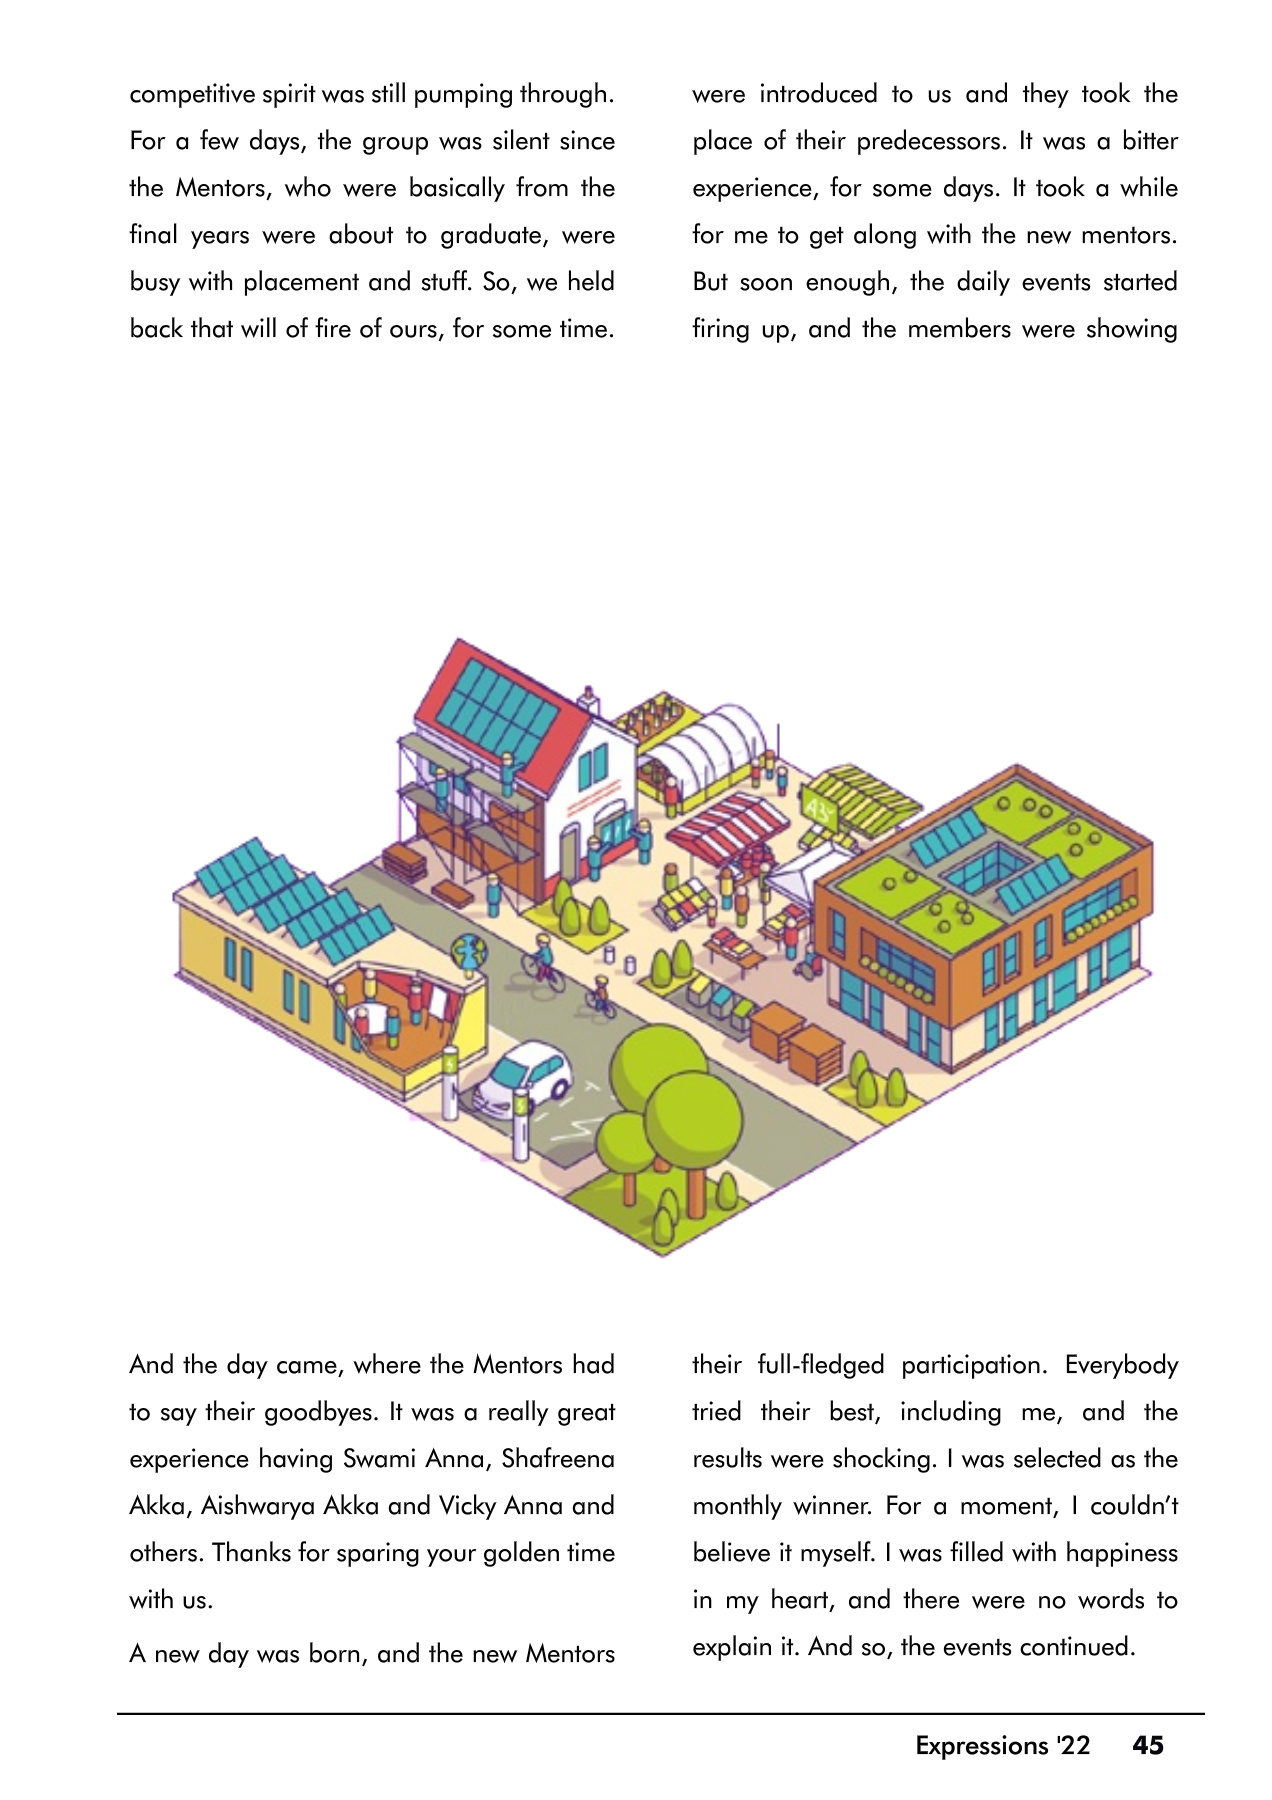 competitive spirit was still pumping through.
For a few days, the group was silent since
the Mentors, who were basically from the
final years were about to graduate, were
busy with placement and stuff. So, we held
back that will of fire of ours, for some time.
And the day came, where the Mentors had
to say their goodbyes. It was a really great
experience having Swami Anna, Shafreena
Akka, Aishwarya Akka and Vicky Anna and
others. Thanks for sparing your golden time
with us.
A new day was born, and the new Mentors
were introduced to us and they took the
place of their predecessors. It was a bitter
experience, for some days. It took a while
for me to get along with the new mentors.
But soon enough, the daily events started
firing up, and the members were showing
their full-fledged participation. Everybody
tried their best, including me, and the
results were shocking. I was selected as the
monthly winner. For a moment, I couldn't
believe it myself. I was filled with happiness
in my heart, and there were no words to
explain it. And so, the events continued.
Expressions '22 45